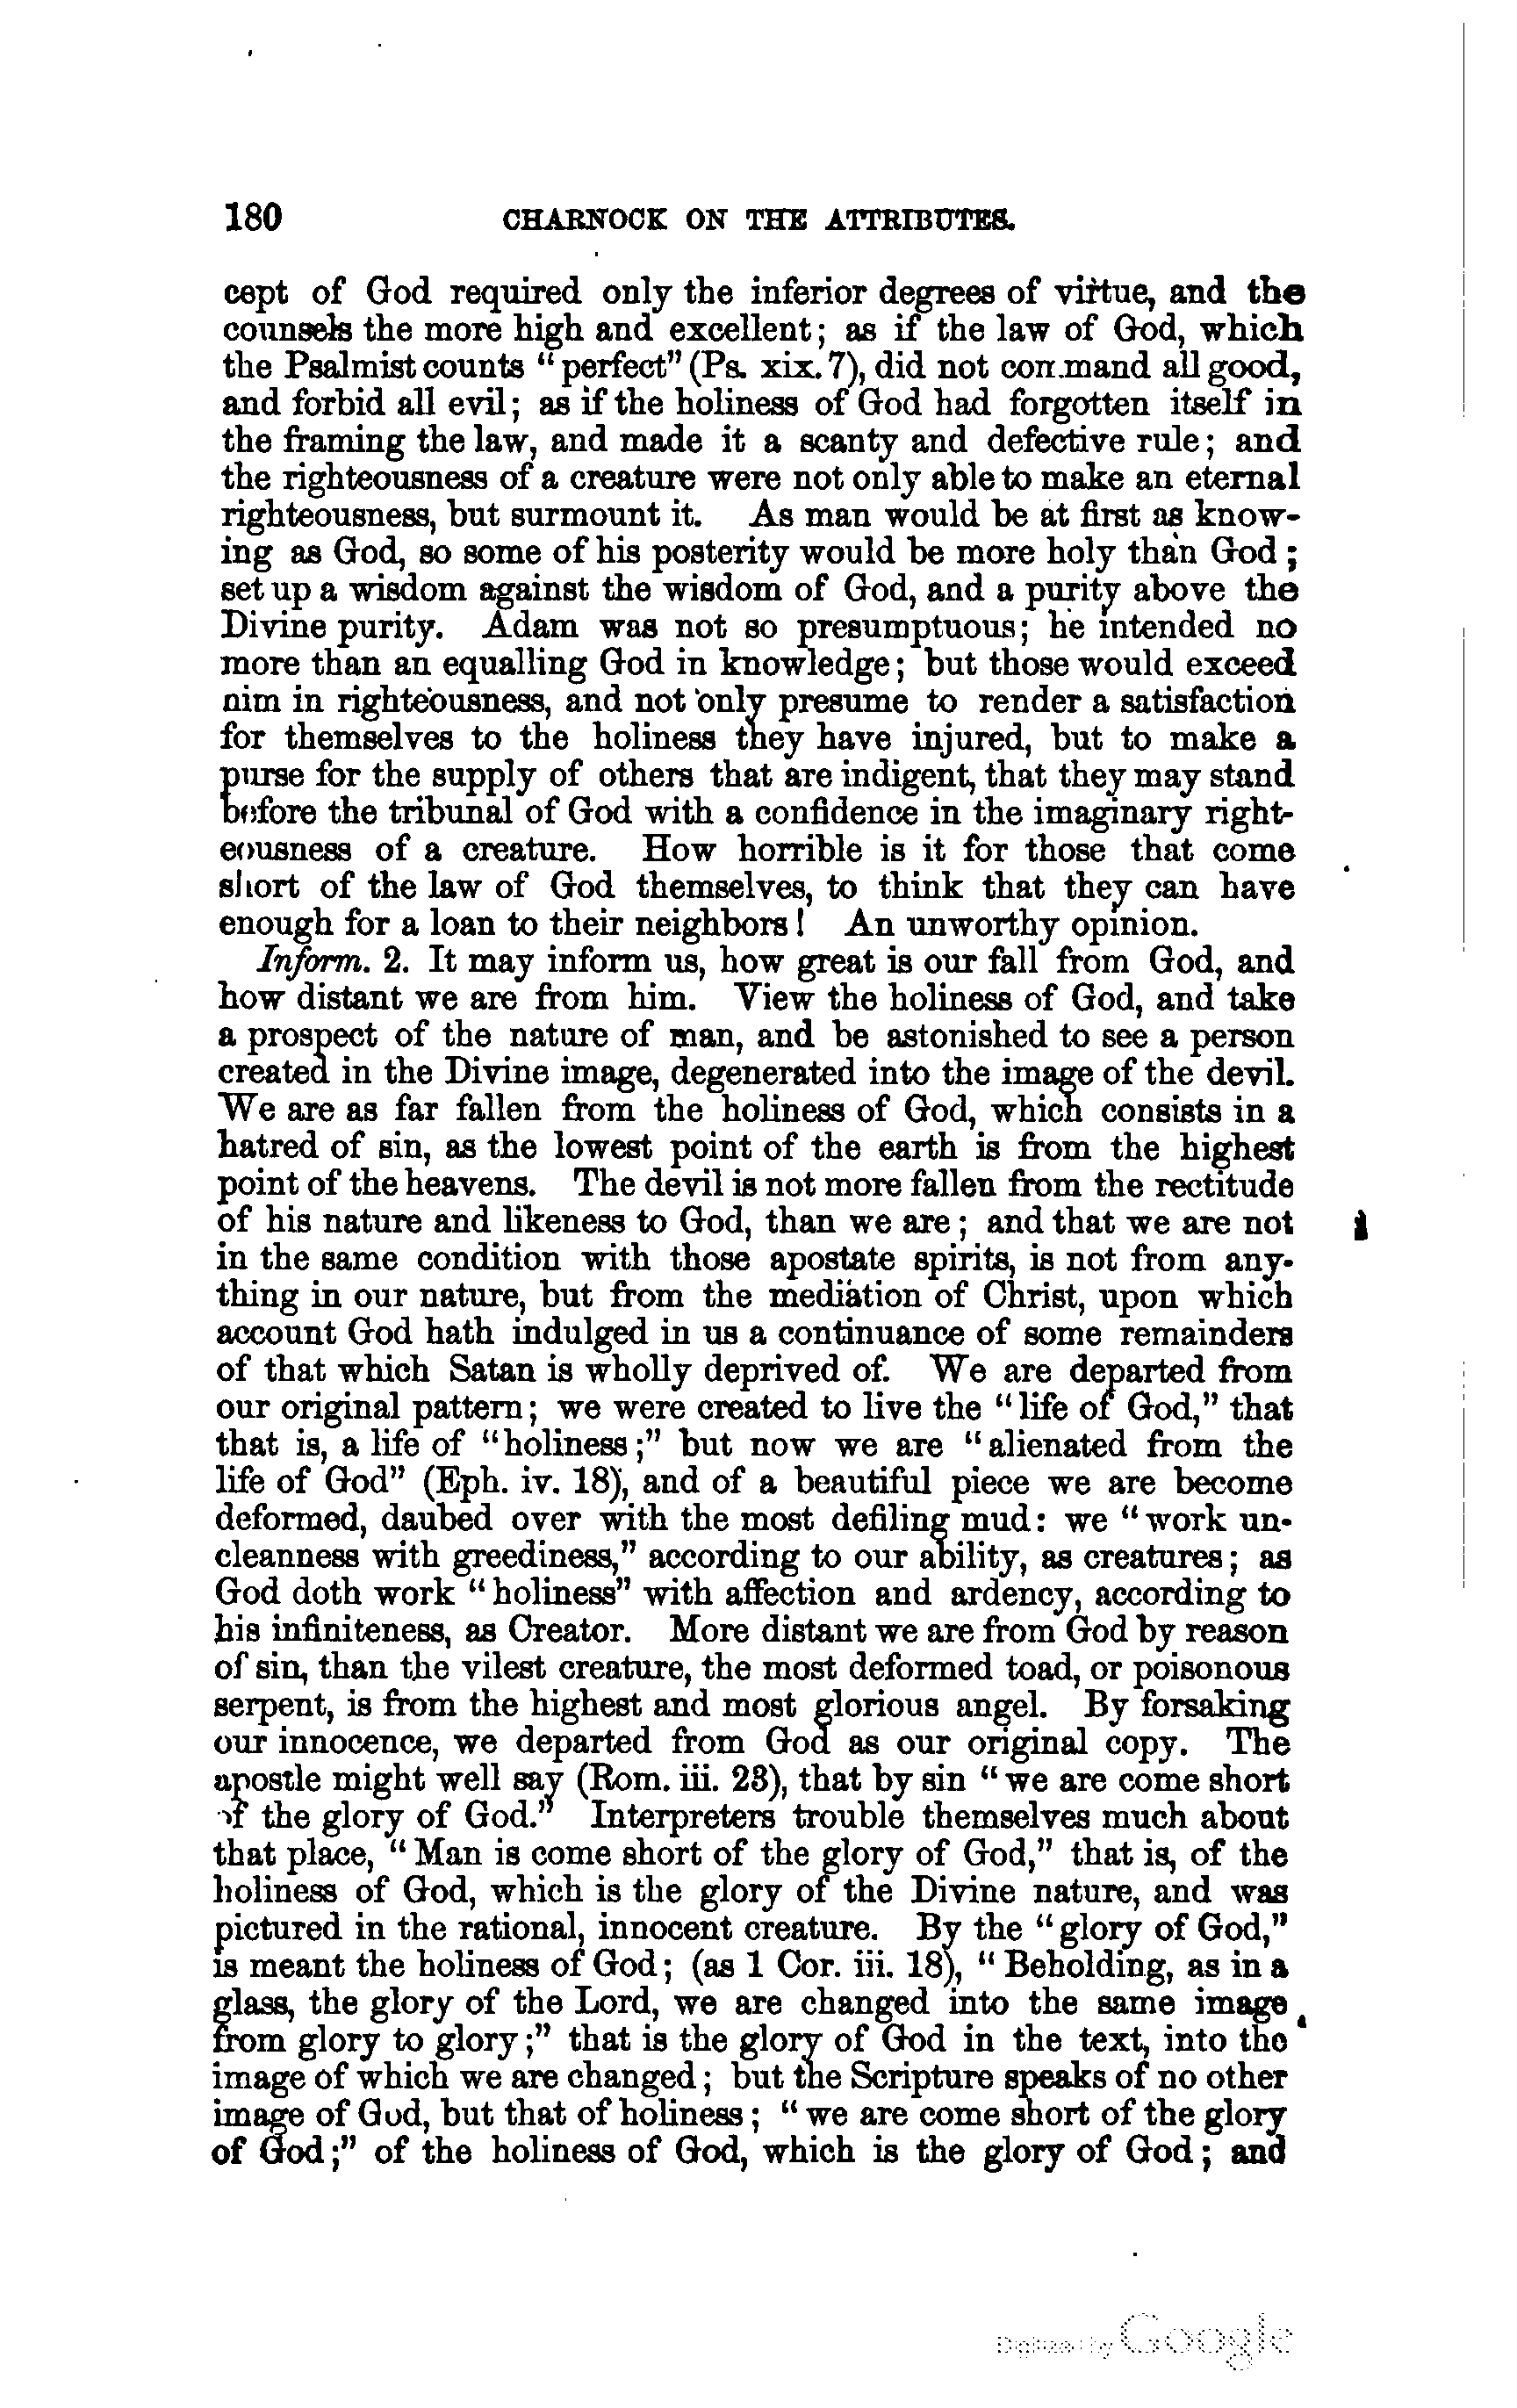 180 CHARNOCK ON THE ATTRIBUTES.
cept of God required only the inferior degrees of virtue, and the
counsels the more high and excellent; as if the law of God, which
the Psalmist counts "perfect" (Ps. xix. 7), did not command all good,
and forbid all evil; as if the holiness of God had forgotten itself in
the framing the law, and made it a scanty and defective rule; and
the righteousness of a creature were not only able to make an eternal
righteousness, but surmount it. As man would be at first as know-
ing as God, so some of his posterity would be more holy than God;
set up a wisdom against the wisdom of God, and a purity above the
Divine purity. Adam was not so presumptuous; he intended no
more than an equalling God in knowledge; but those would exceed
nim in righteousness, and not only presume to render a satisfaction
for themselves to the holiness they have injured, but to make a
purse for the supply of others that are indigent, that they may stand
before the tribunal of God with a confidence in the imaginary right-
eousness of a creature. How horrible is it for those that come
short of the law of God themselves, to think that they can have
enough for a loan to their neighbors! An unworthy opinion.
Inform. 2. It may inform us, how great is our fall from God, and
how distant we are from him. View the holiness of God, and take
a prospect of the nature of man, and be astonished to see a person
created in the Divine image, degenerated into the image of the devil.
We are as far fallen from the holiness of God, which consists in a
hatred of sin, as the lowest point of the earth is from the highest
point of the heavens. The devil is not more fallen from the rectitude
of his nature and likeness to God, than we are; and that we are not
in the same condition with those apostate spirits, is not from any-
thing in our nature, but from the mediation of Christ, upon which
account God hath indulged in us a continuance of some remainders
of that which Satan is wholly deprived of. We are departed from
our original pattern; we were created to live the "life of God," that
that is, a life of "holiness;" but now we are "alienated from the
life of God" (Eph. iv. 18), and of a beautiful piece we are become
deformed, daubed over with the most defiling mud: we "work un-
cleanness with greediness," according to our ability, as creatures; as
God doth work "holiness" with affection and ardency, according to
his infiniteness, as Creator. More distant we are from God by reason
of sin, than the vilest creature, the most deformed toad, or poisonous
serpent, is from the highest and most glorious angel. By forsaking
our innocence, we departed from God as our original copy. The
apostle might well say (Rom. iii. 23), that by sin "we are come short
of the glory of God." Interpreters trouble themselves much about
that place, "Man is come short of the glory of God," that is, of the
holiness of God, which is the glory of the Divine nature, and was
pictured in the rational, innocent creature. By the "glory of God,"
is meant the holiness of God; (as 1 Cor. iii. 18), "Beholding, as in a
glass, the glory of the Lord, we are changed into the same image
from glory to glory;" that is the glory of God in the text, into the
image of which we are changed; but the Scripture speaks of no other
image of God, but that of holiness; "we are come short of the glory
of God;" of the holiness of God, which is the glory of God; and
Digitized by Google